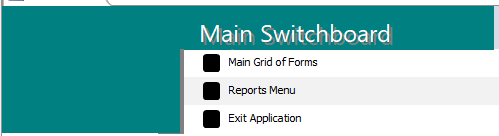 Main Switchboard
Main Grid of Forms
Reports Menu
Exit Application